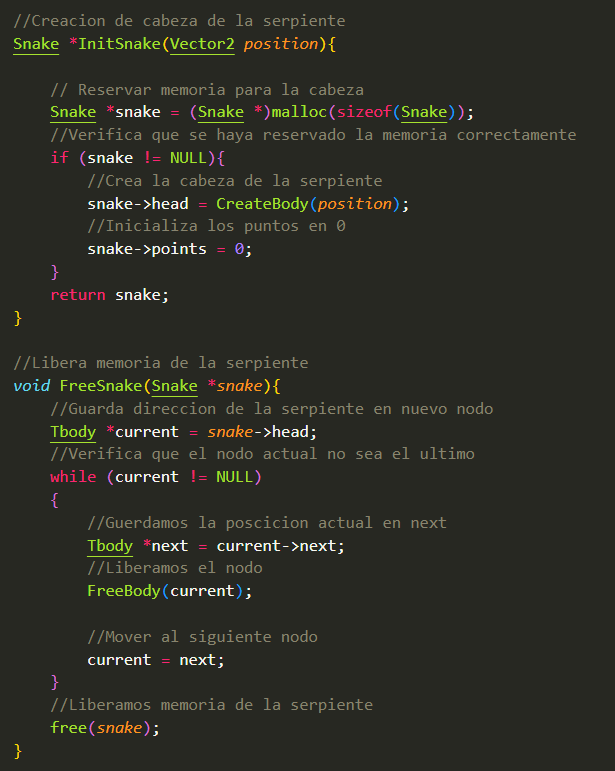 //Creacion de cabeza de la serpiente
Snake *InitSnake(Vector2 position){
// Reservar memoria para la cabeza
Snake *snake = (Snake *)malloc(sizeof(Snake));
//Verifica que se haya reservado la memoria correctamente
if (snake != NULL){
//Crea la cabeza de la serpiente
snake->head = CreateBody(position);
//Inicializa los puntos en 0
snake->points = 0;
}
return snake;
}
//Libera memoria de la serpiente
void FreeSnake(Snake *snake){
//Guarda direccion de la serpiente en nuevo nodo
Tbody *current = snake->head;
//Verifica que el nodo actual no sea el ultimo
while (current != NULL)
{
//Guerdamos la poscicion actual en next
Tbody *next = current->next;
//Liberamos el nodo
FreeBody(current);
//Mover al siguiente nodo
current = next;
}
//Liberamos memoria de la serpiente
free(snake);
}